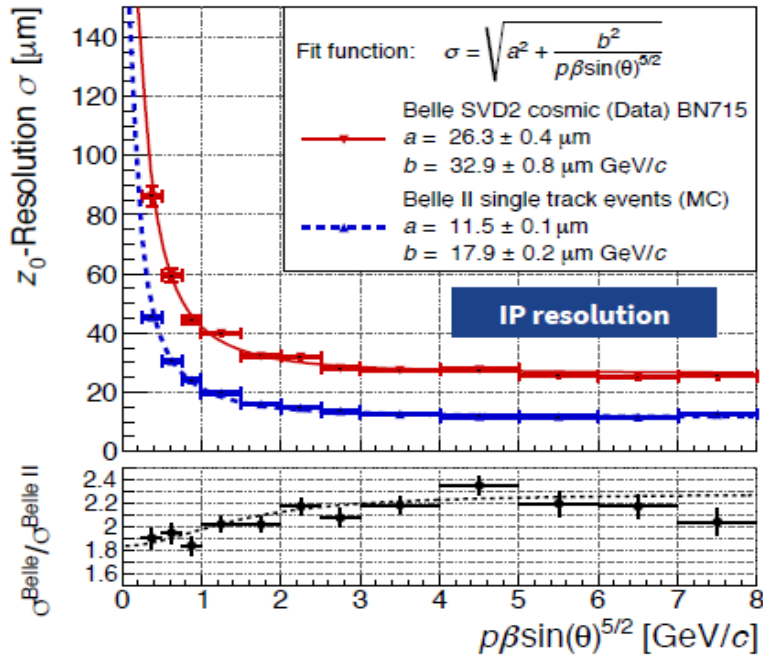 z₀-Resolution σ [μm]
140
120
100
80
60
40
20
0
Fit function: σ = √(a² + b²/pβsin(θ)^5/2)
Belle SVD2 cosmic (Data) BN715
a = 26.3 ± 0.4 μm
b = 32.9 ± 0.8 μm GeV/c
Belle II single track events (MC)
a = 11.5 ± 0.1 μm
b = 17.9 ± 0.2 μm GeV/c
IP resolution
σ^Belle/σ^Belle II
2.4
2.2
2
1.8
1.6
0 1 2 3 4 5 6 7 8
pβsin(θ)^5/2 [GeV/c]